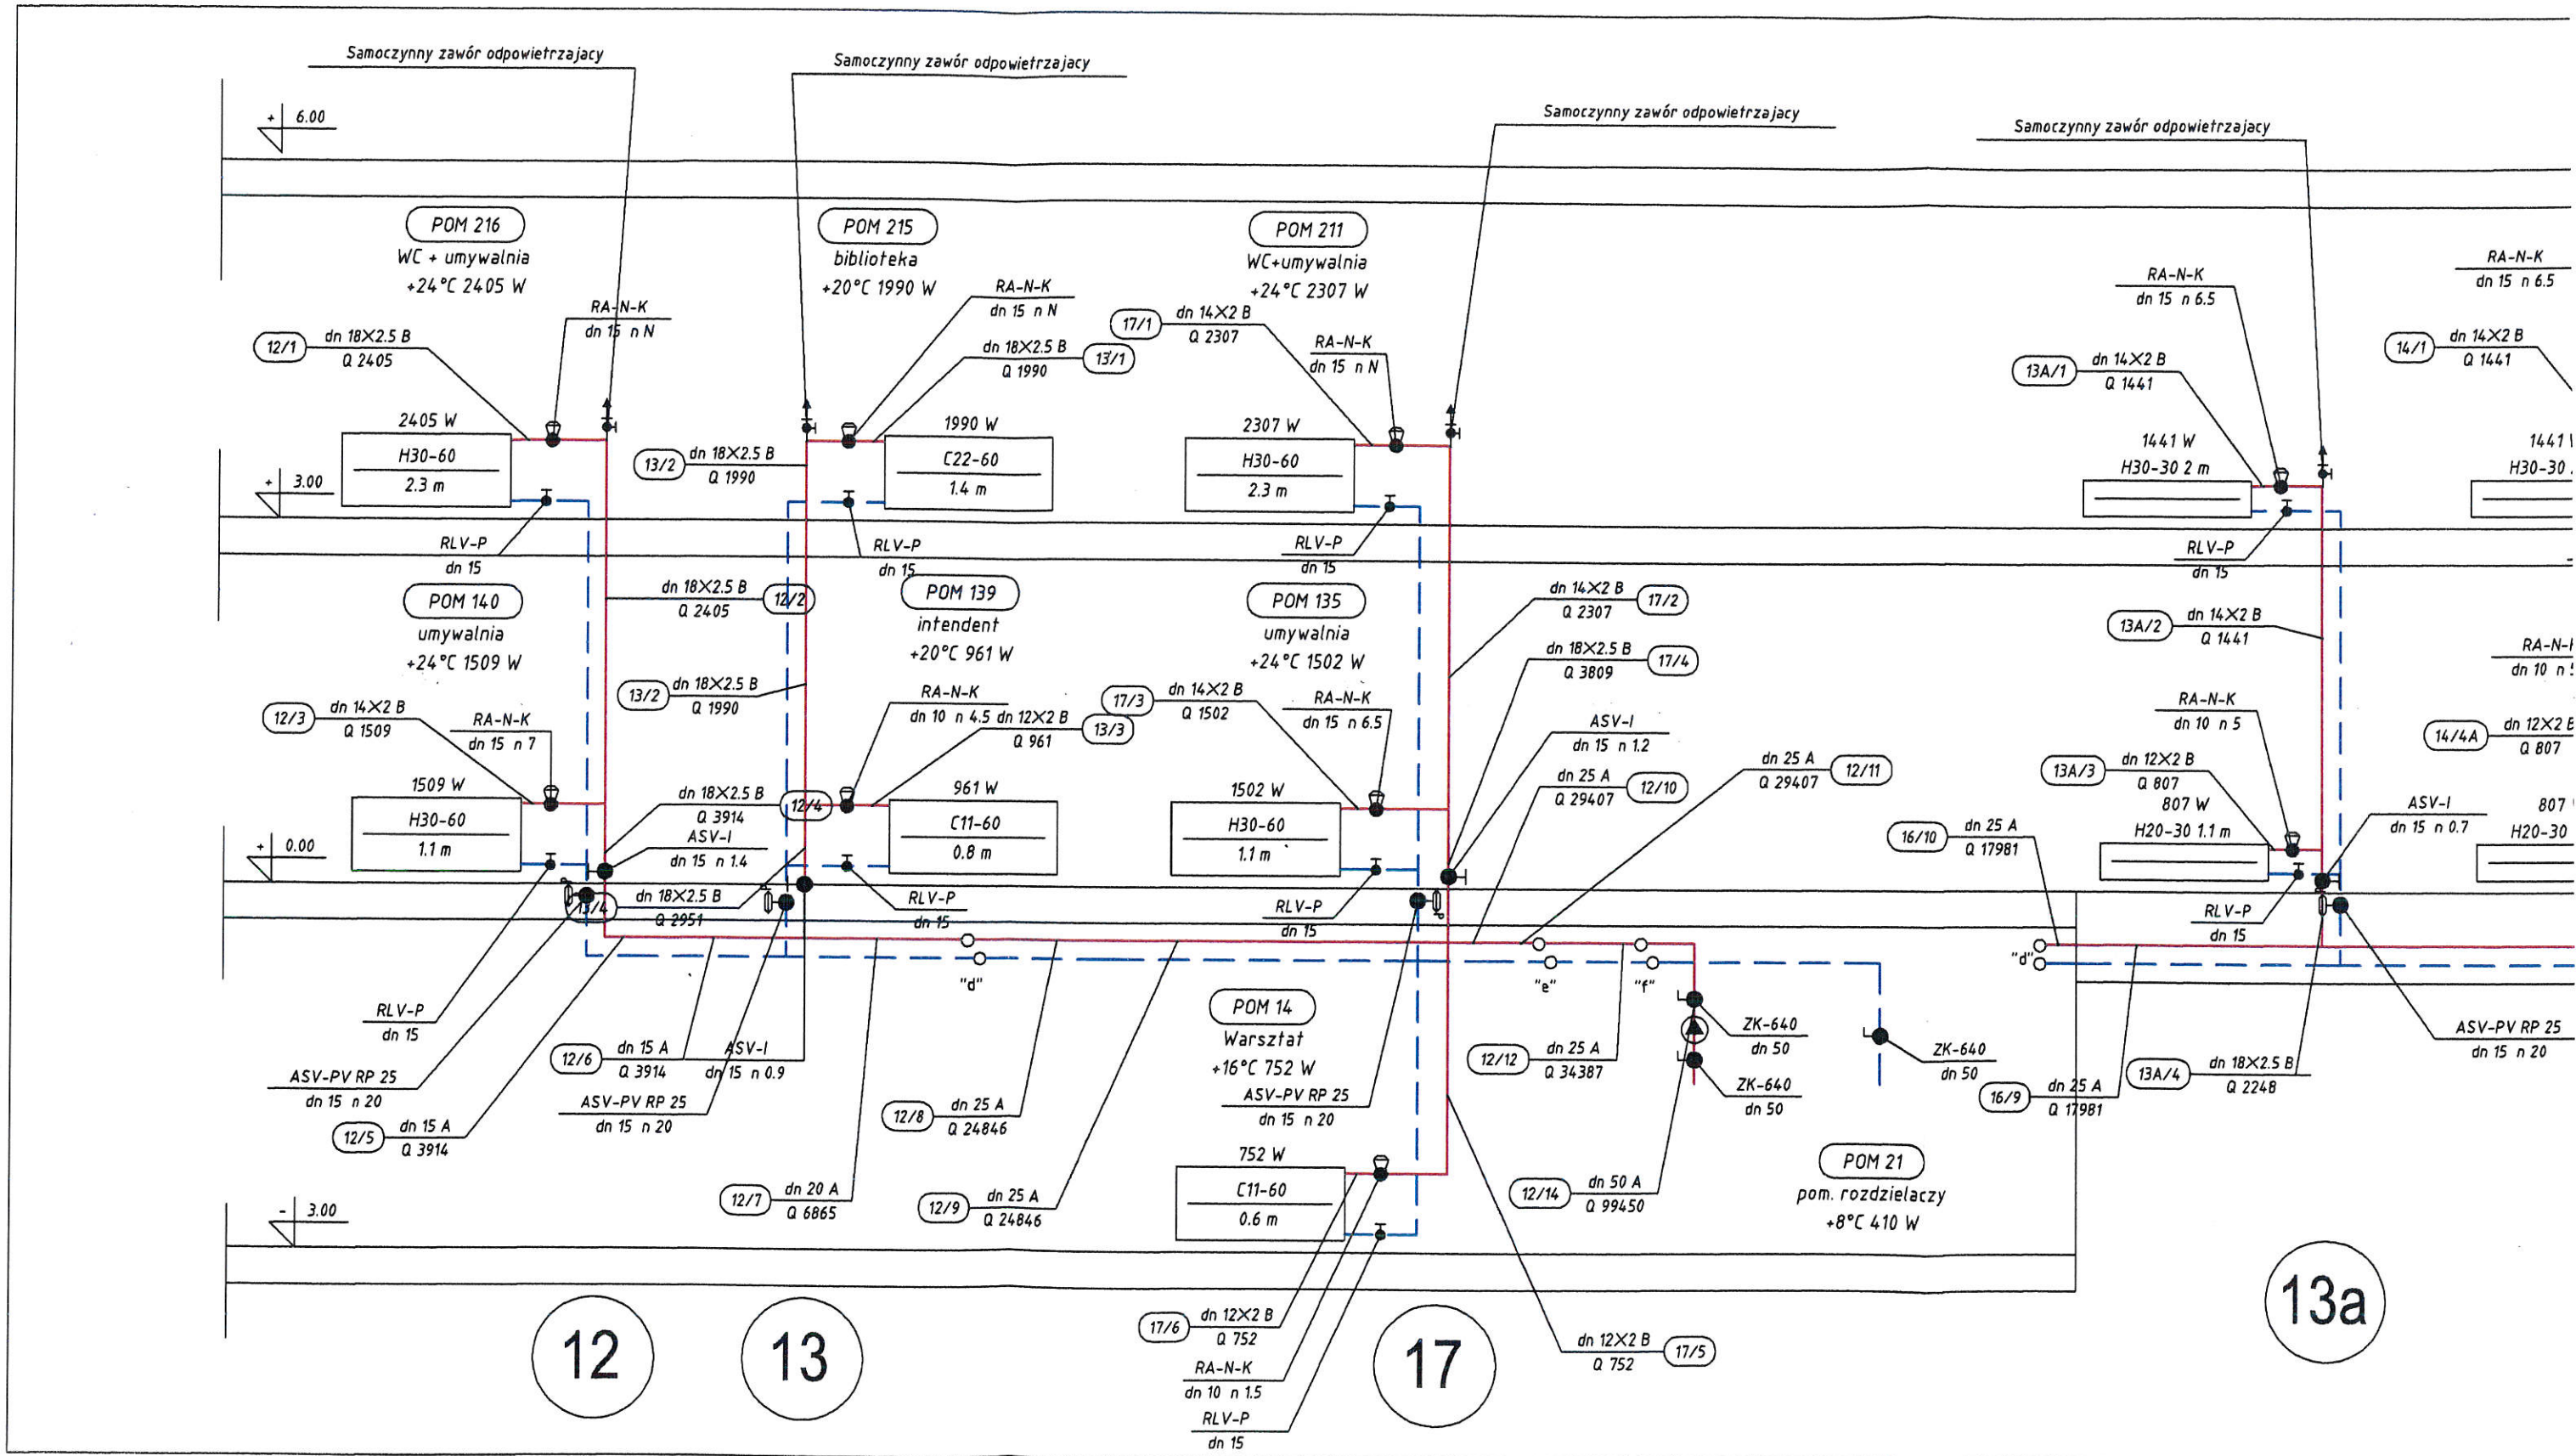 Samoczynny zawór odpowietrzajacy
Samoczynny zawór odpowietrzajacy
Samoczynny zawór odpowietrzajacy
Samoczynny zawór odpowietrzajacy
+ 6.00
POM 216
WC + umywalnia
+24°C 2405 W
POM 215
biblioteka
+20°C 1990 W
POM 211
WC+umywalnia
+24°C 2307 W
RA-N-K
dn 15 n N
12/1
dn 18X2.5 B
Q 2405
RA-N-K
dn 15 n N
dn 18X2.5 B
Q 1990
13/1
17/1
dn 14X2 B
Q 2307
RA-N-K
dn 15 n N
RA-N-K
dn 15 n 6.5
13A/1
dn 14X2 B
Q 1441
RA-N-K
dn 15 n 6.5
14/1
dn 14X2 B
Q 1441
2405 W
H30-60
2.3 m
13/2
dn 18X2.5 B
Q 1990
1990 W
C22-60
1.4 m
2307 W
H30-60
2.3 m
1441 W
H30-30 2 m
1441
H30-30
+ 3.00
RLV-P
dn 15
RLV-P
dn 15
RLV-P
dn 15
RLV-P
dn 15
POM 140
umywalnia
+24°C 1509 W
dn 18X2.5 B
Q 2405
12/2
POM 139
intendent
+20°C 961 W
POM 135
umywalnia
+24°C 1502 W
dn 14X2 B
Q 2307
17/2
dn 18X2.5 B
Q 3809
17/4
13A/2
dn 14X2 B
Q 1441
12/3
dn 14X2 B
Q 1509
RA-N-K
dn 15 n 7
13/2
dn 18X2.5 B
Q 1990
RA-N-K
dn 10 n 4.5
dn 12X2 B
Q 961
13/3
17/3
dn 14X2 B
Q 1502
RA-N-K
dn 15 n 6.5
ASV-I
dn 15 n 1.2
dn 25 A
Q 29407
12/10
dn 25 A
Q 29407
12/11
13A/3
dn 12X2 B
Q 807
RA-N-K
dn 10 n 5
RA-N-
dn 10 n
14/4A
dn 12X2 B
Q 807
1509 W
H30-60
1.1 m
dn 18X2.5 B
Q 3914
12/4
ASV-I
dn 15 n 1.4
961 W
C11-60
0.8 m
1502 W
H30-60
1.1 m
16/10
dn 25 A
Q 17981
807 W
H20-30 1.1 m
ASV-I
dn 15 n 0.7
807
H20-30
+ 0.00
13/4
dn 18X2.5 B
Q 2951
RLV-P
dn 15
RLV-P
dn 15
RLV-P
dn 15
"d"
"e"
"f"
"d"
RLV-P
dn 15
ASV-PV RP 25
dn 15 n 20
12/5
dn 15 A
Q 3914
12/6
dn 15 A
Q 3914
ASV-I
dn 15 n 0.9
ASV-PV RP 25
dn 15 n 20
12/7
dn 20 A
Q 6865
12/8
dn 25 A
Q 24846
12/9
dn 25 A
Q 24846
POM 14
Warsztat
+16°C 752 W
ASV-PV RP 25
dn 15 n 20
752 W
C11-60
0.6 m
12/12
dn 25 A
Q 34387
ZK-640
dn 50
ZK-640
dn 50
ZK-640
dn 50
12/14
dn 50 A
Q 99450
POM 21
pom. rozdzielaczy
+8°C 410 W
16/9
dn 25 A
Q 17981
13A/4
dn 18X2.5 B
Q 2248
ASV-PV RP 25
dn 15 n 20
- 3.00
17/6
dn 12X2 B
Q 752
RA-N-K
dn 10 n 1.5
RLV-P
dn 15
dn 12X2 B
Q 752
17/5
12
13
17
13a